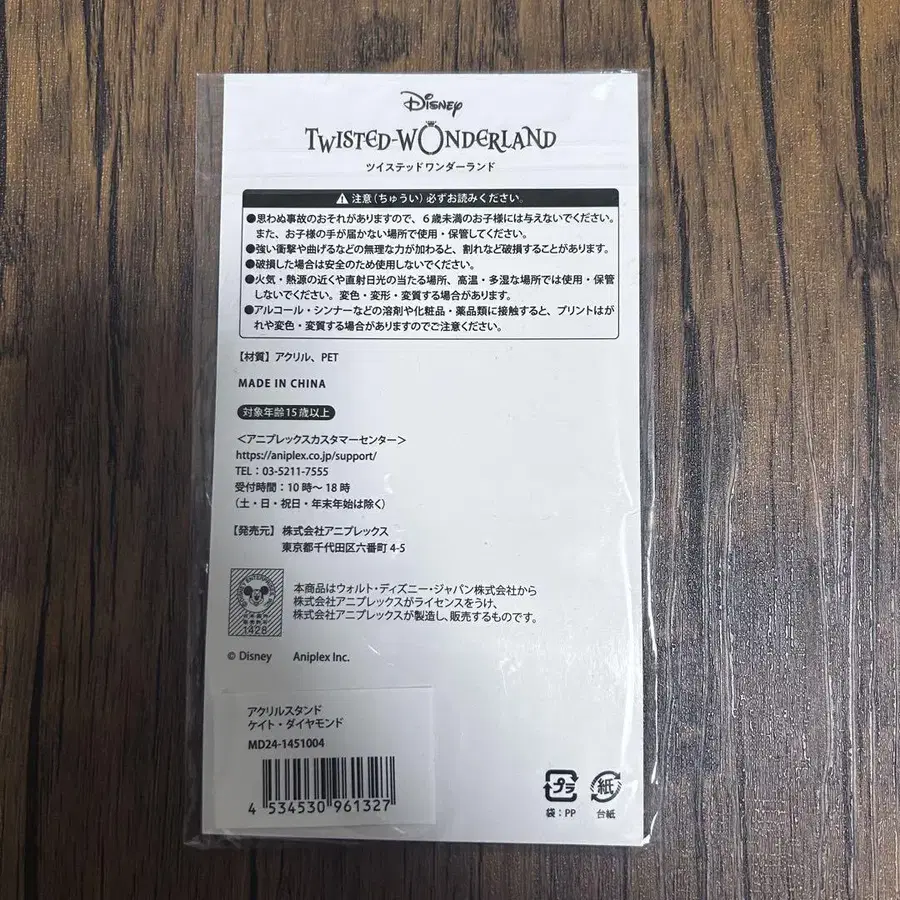 Disney
TWISTED-WONDERLAND
ツイステッドワンダーランド
注意（ちゅうい）必ずお読みください。
●思わぬ事故のおそれがありますので、６歳未満のお子様には与えないでください。
また、お子様の手が届かない場所で使用・保管してください。
●強い衝撃や曲げるなどの無理な力が加わると、割れなど破損することがあります。
●破損した場合は安全のため使用しないでください。
●火気・熱源の近くや直射日光の当たる場所、高温・多湿な場所では使用・保管
しないでください。変色・変形・変質する場合があります。
●アルコール・シンナーなどの溶剤や化粧品・薬品類に接触すると、プリントはが
れや変色・変質する場合がありますのでご注意ください。
【材質】アクリル、PET
MADE IN CHINA
対象年齢15歳以上
＜アニプレックスカスタマーセンター＞
https://aniplex.co.jp/support/
TEL：03-5211-7555
受付時間：10時～18時
（土・日・祝日・年末年始は除く）
【発売元】株式会社アニプレックス
東京都千代田区六番町4-5
本商品はウォルト・ディズニー・ジャパン株式会社から
株式会社アニプレックスがライセンスをうけ、
株式会社アニプレックスが製造し、販売するものです。
1428
© Disney Aniplex Inc.
アクリルスタンド
ケイト・ダイヤモンド
MD24-1451004
4 534530 961327
プラ
袋：PP
紙
台紙